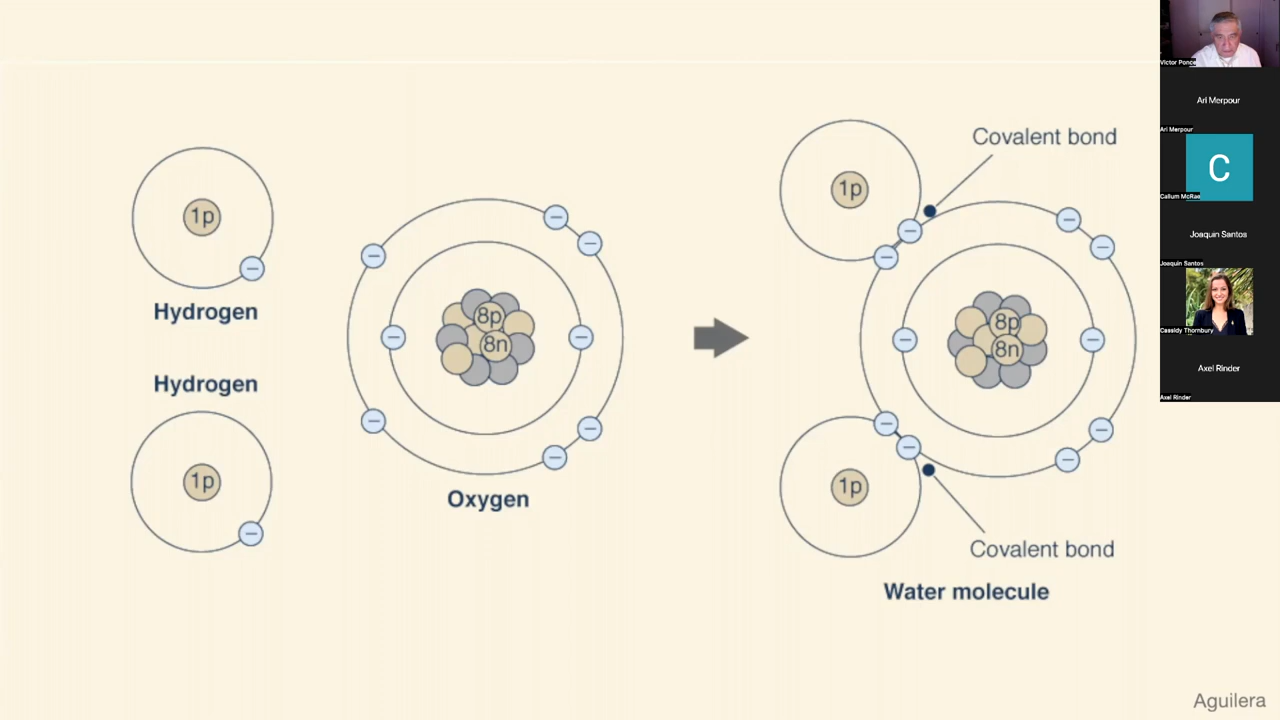 1p
−
Hydrogen
Hydrogen
1p
−
−
−
−
−
8p
8n
−
−
−
−
Oxygen
Covalent bond
1p
−
−
−
−
−
8p
8n
−
−
−
1p
−
−
Covalent bond
Water molecule
Victor Ponce
Ari Merpour
Ari Merpour
C
Callum McRae
Joaquin Santos
Joaquin Santos
Cassidy Thornbury
Axel Rinder
Axel Rinder
Aguilera